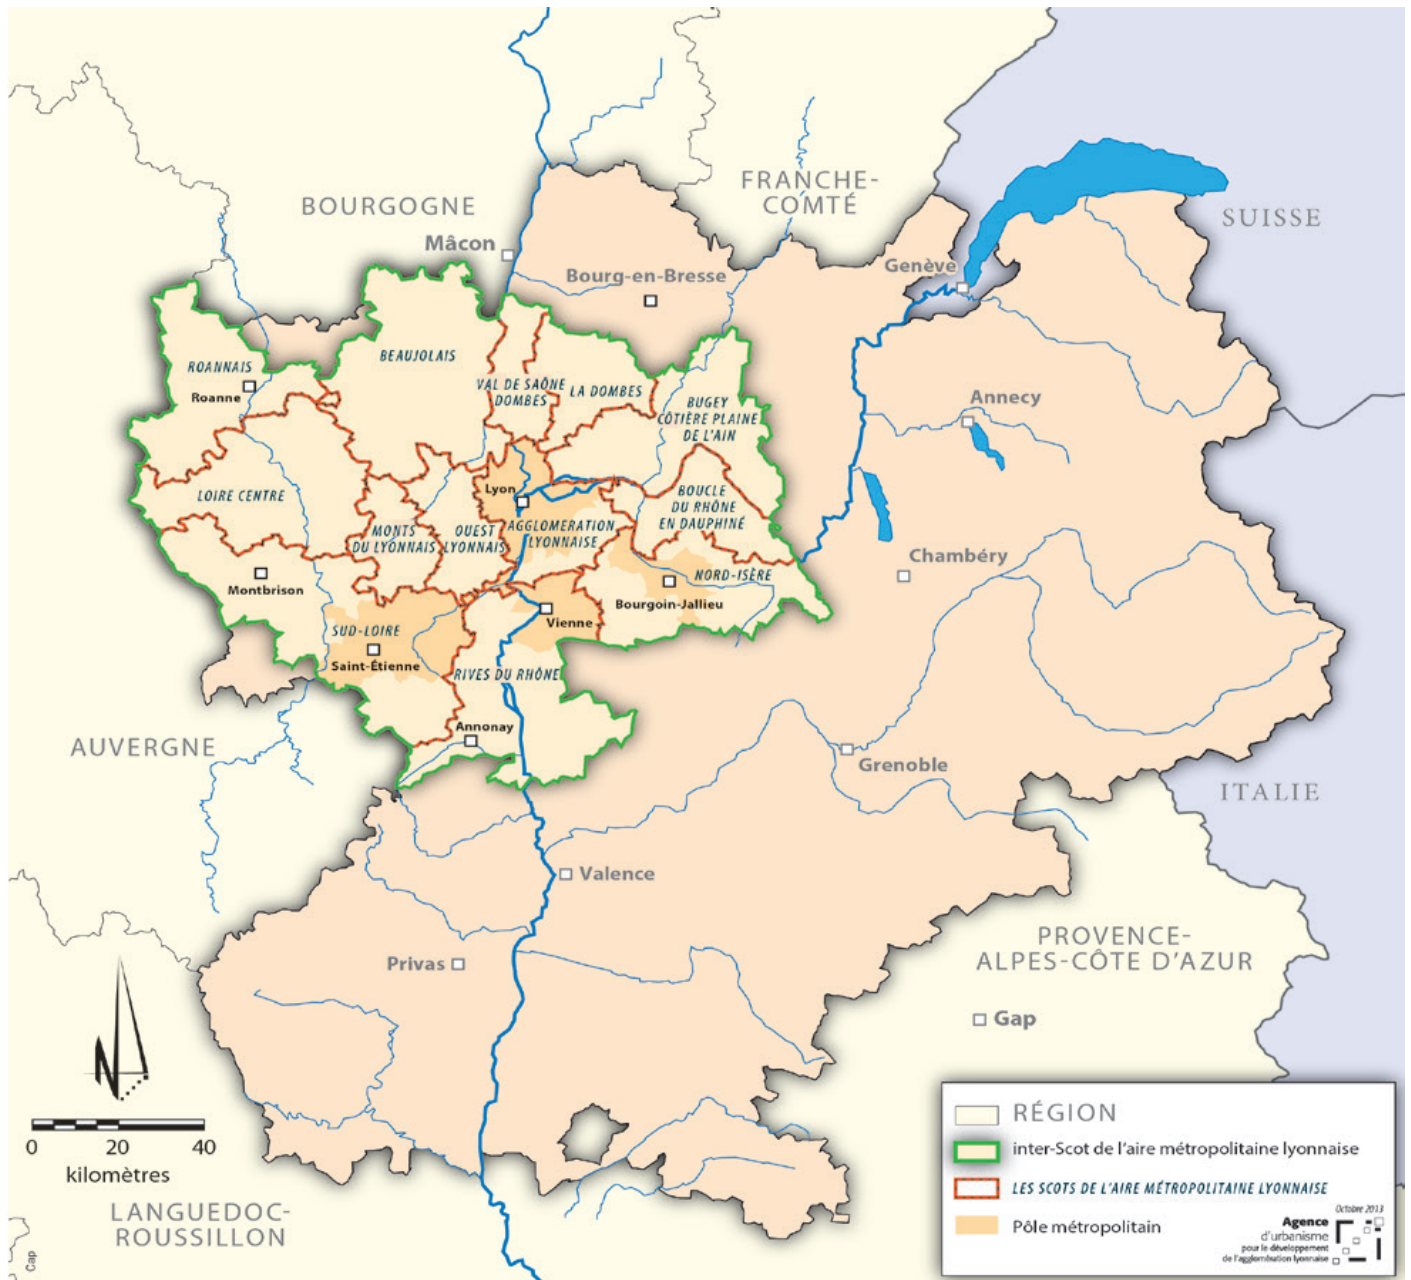 BOURGOGNE
FRANCHE-
COMTÉ
SUISSE
Mâcon
Bourg-en-Bresse
Genève
ROANNAIS
Roanne
BEAUJOLAIS
VAL DE SAÔNE
DOMBES
LA DOMBES
BUGEY
CÔTIÈRE PLAINE
DE L'AIN
Annecy
LOIRE CENTRE
Lyon
BOUCLE
DU RHÔNE
EN DAUPHINÉ
MONTS
DU LYONNAIS
OUEST
LYONNAIS
AGGLOMERATION
LYONNAISE
Chambéry
Montbrison
NORD-ISÈRE
Bourgoin-Jallieu
Vienne
SUD-LOIRE
Saint-Étienne
RIVES DU RHÔNE
Annonay
AUVERGNE
Grenoble
ITALIE
Valence
Privas
PROVENCE-
ALPES-CÔTE D'AZUR
Gap
N
0 20 40
kilomètres
LANGUEDOC-
ROUSSILLON
Cap
RÉGION
inter-Scot de l'aire métropolitaine lyonnaise
LES SCOTS DE L'AIRE MÉTROPOLITAINE LYONNAISE
Pôle métropolitain
Octobre 2013
Agence
d'urbanisme
pour le développement
de l'agglomération lyonnaise